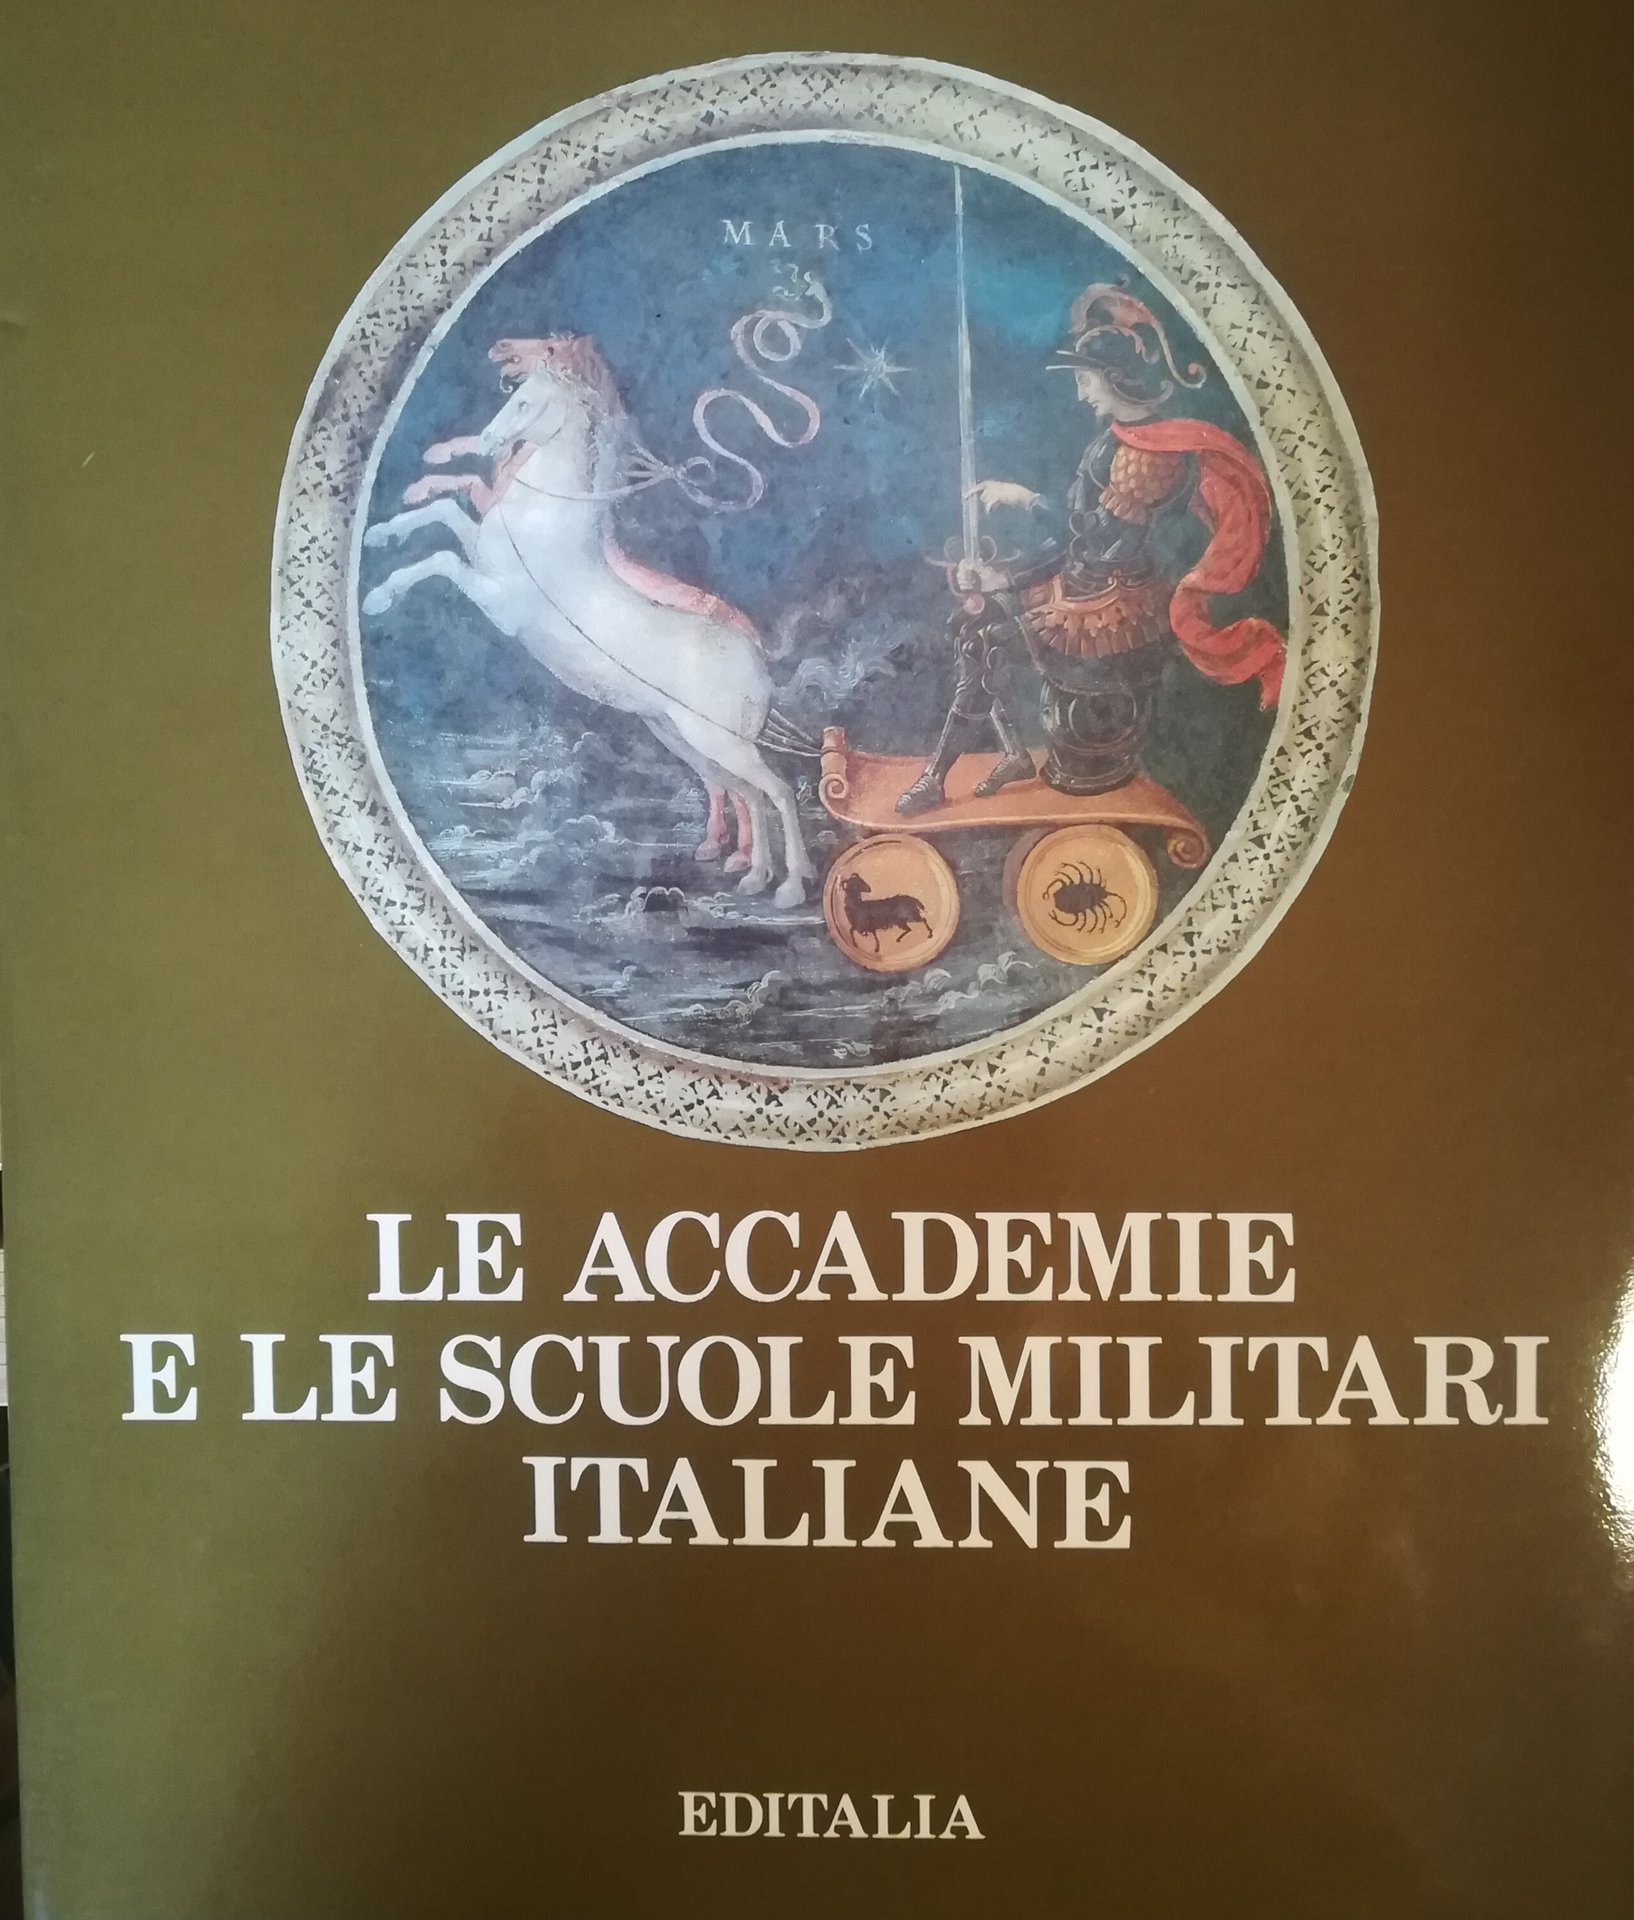 MARS
LE ACCADEMIE
E LE SCUOLE MILITARI
ITALIANE
EDITALIA